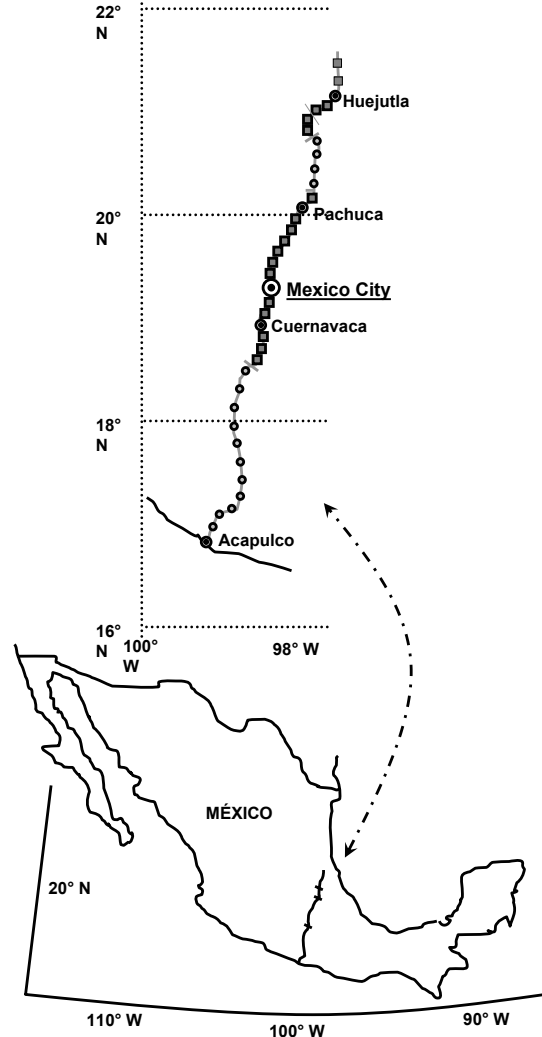 22°
N
Huejutla
20°
N
Pachuca
Mexico City
Cuernavaca
18°
N
Acapulco
16°
N
100°
W
98° W
MÉXICO
20° N
110° W
100° W
90° W